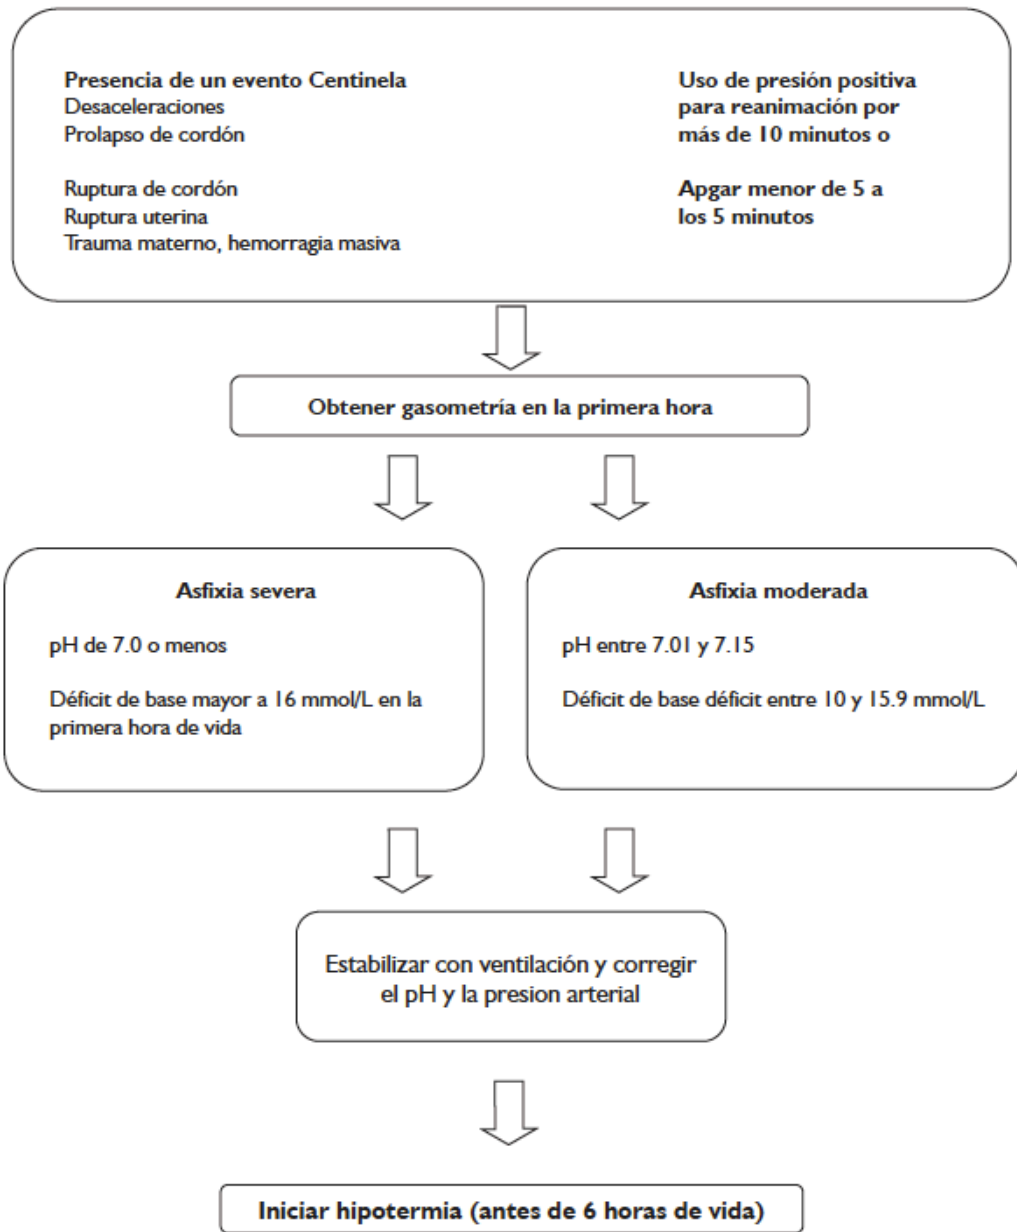 Presencia de un evento Centinela
Desaceleraciones
Prolapso de cordón
Ruptura de cordón
Ruptura uterina
Trauma materno, hemorragia masiva
Uso de presión positiva
para reanimación por
más de 10 minutos o
Apgar menor de 5 a
los 5 minutos
Obtener gasometría en la primera hora
Asfixia severa
pH de 7.0 o menos
Déficit de base mayor a 16 mmol/L en la
primera hora de vida
Asfixia moderada
pH entre 7.01 y 7.15
Déficit de base déficit entre 10 y 15.9 mmol/L
Estabilizar con ventilación y corregir
el pH y la presion arterial
Iniciar hipotermia (antes de 6 horas de vida)